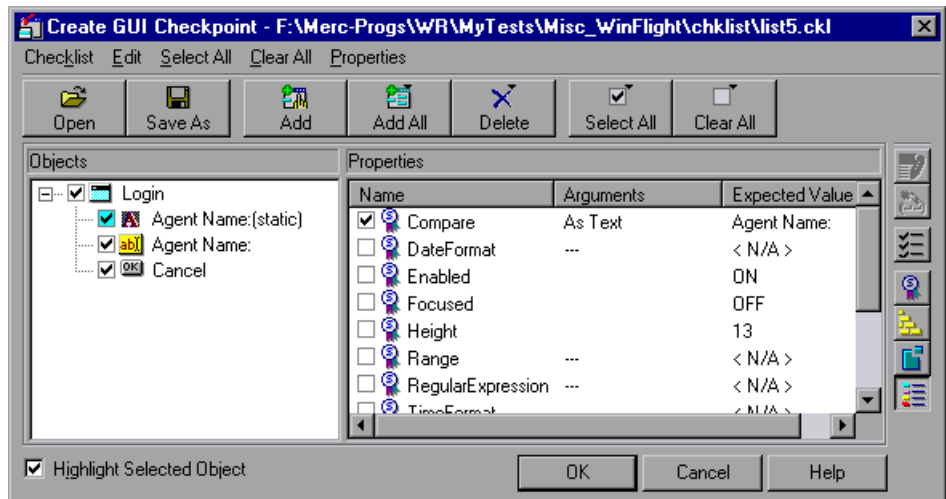 Create GUI Checkpoint - F:\Merc-Progs\WR\MyTests\Misc_WinFlight\chklist\list5.ckl
Checklist Edit Select All Clear All Properties
Open Save As Add Add All Delete Select All Clear All
Objects
Login
Agent Name:(static)
Agent Name:
Cancel
Properties
Name Arguments Expected Value
Compare As Text Agent Name:
DateFormat --- < N/A >
Enabled ON
Focused OFF
Height 13
Range --- < N/A >
RegularExpression --- < N/A >
TimeFormat --- < N/A >
Highlight Selected Object
OK Cancel Help